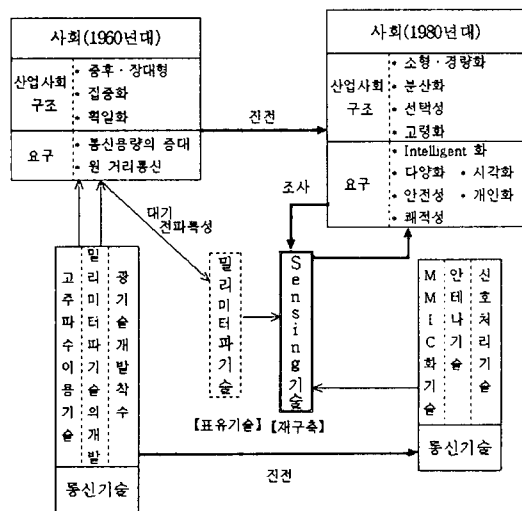 사회(1960년대)
산업사회
구조
• 중후·장대형
• 집중화
• 획일화
요구
• 통신용량의 증대
• 원 거리통신
진전
사회(1980년대)
산업사회
구조
• 소형·경량화
• 분산화
• 선택성
• 고령화
요구
• Intelligent 화
• 다양화 • 시각화
• 안전성 • 개인화
• 쾌적성
조사
대기
전파특성
고주파수이용기술
밀리미터파기술의개발
광기술개발착수
통신기술
밀리미터파기술
Sensing기술
【표유기술】【재구축】
MMIC화기술
안테나기술
신호처리기술
통신기술
진전